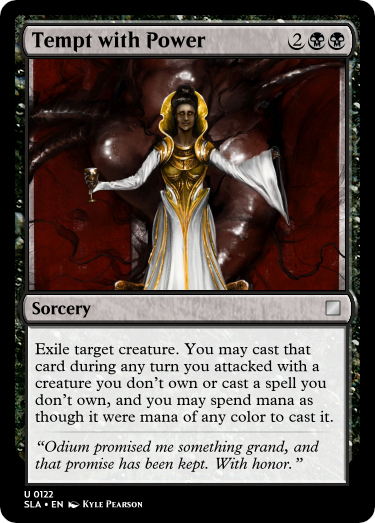 Tempt with Power 2
Sorcery
Exile target creature. You may cast that
card during any turn you attacked with a
creature you don't own or cast a spell you
don't own, and you may spend mana as
though it were mana of any color to cast it.
“Odium promised me something grand, and
that promise has been kept. With honor.”
U 0122
SLA • EN Kyle Pearson